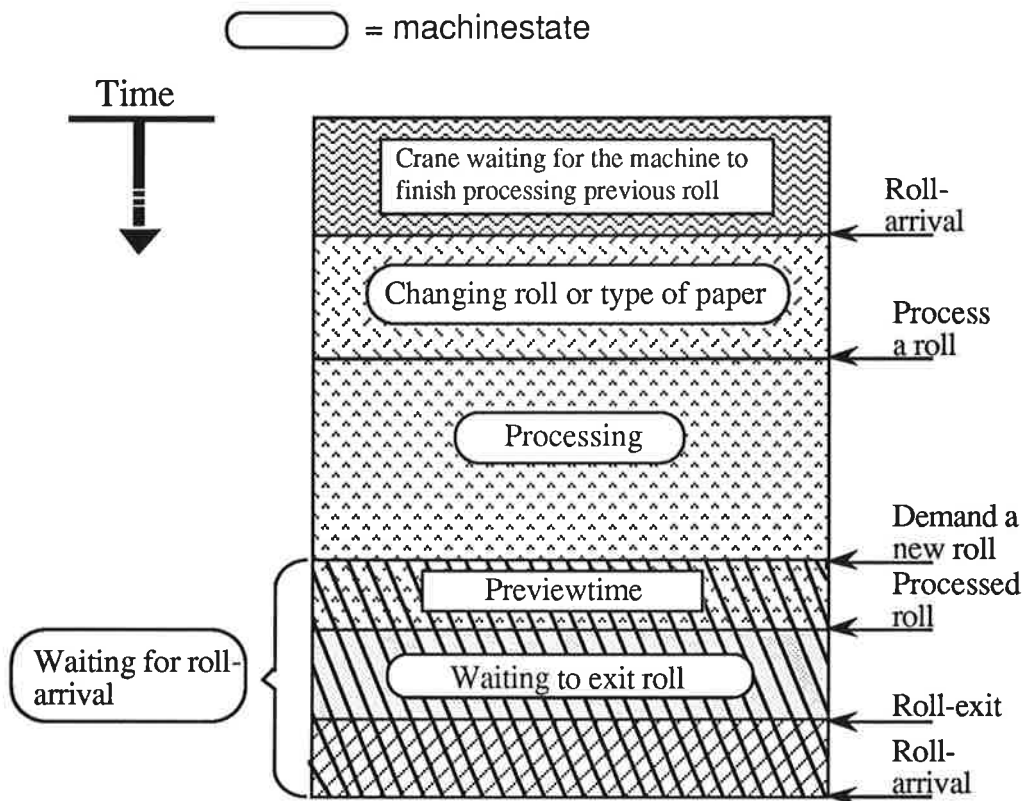 = machinestate
Time
Crane waiting for the machine to
finish processing previous roll
Roll-
arrival
Changing roll or type of paper
Process
a roll
Processing
Demand a
new roll
Previewtime
Processed
roll
Waiting for roll-
arrival
Waiting to exit roll
Roll-exit
Roll-
arrival